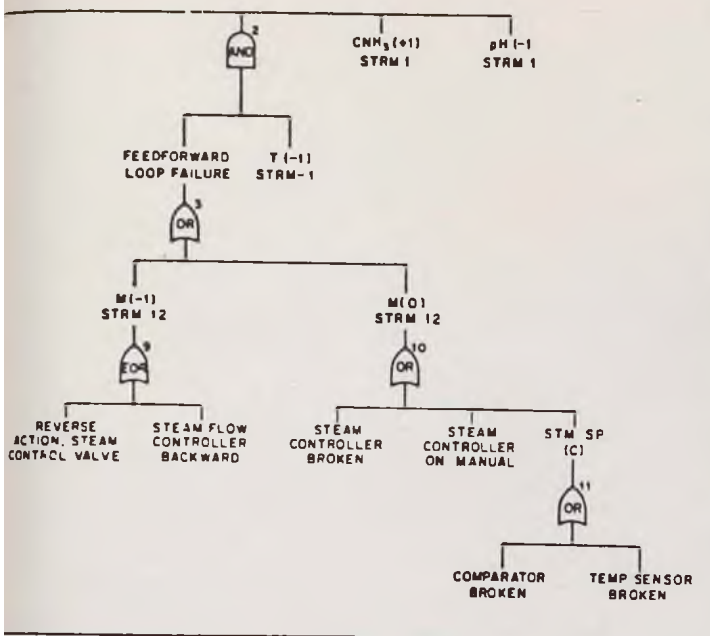 2
AND
CNH3(+1)
STRM 1
pH(-1
STRM 1
FEEDFORWARD
LOOP FAILURE
T(-1)
STRM-1
3
OR
M(-1)
STRM 12
M(0)
STRM 12
9
EOR
10
OR
REVERSE
ACTION, STEAM
CONTROL VALVE
STEAM FLOW
CONTROLLER
BACKWARD
STEAM
CONTROLLER
BROKEN
STEAM
CONTROLLER
ON MANUAL
STM SP
(C)
11
OR
COMPARATOR
BROKEN
TEMP SENSOR
BROKEN